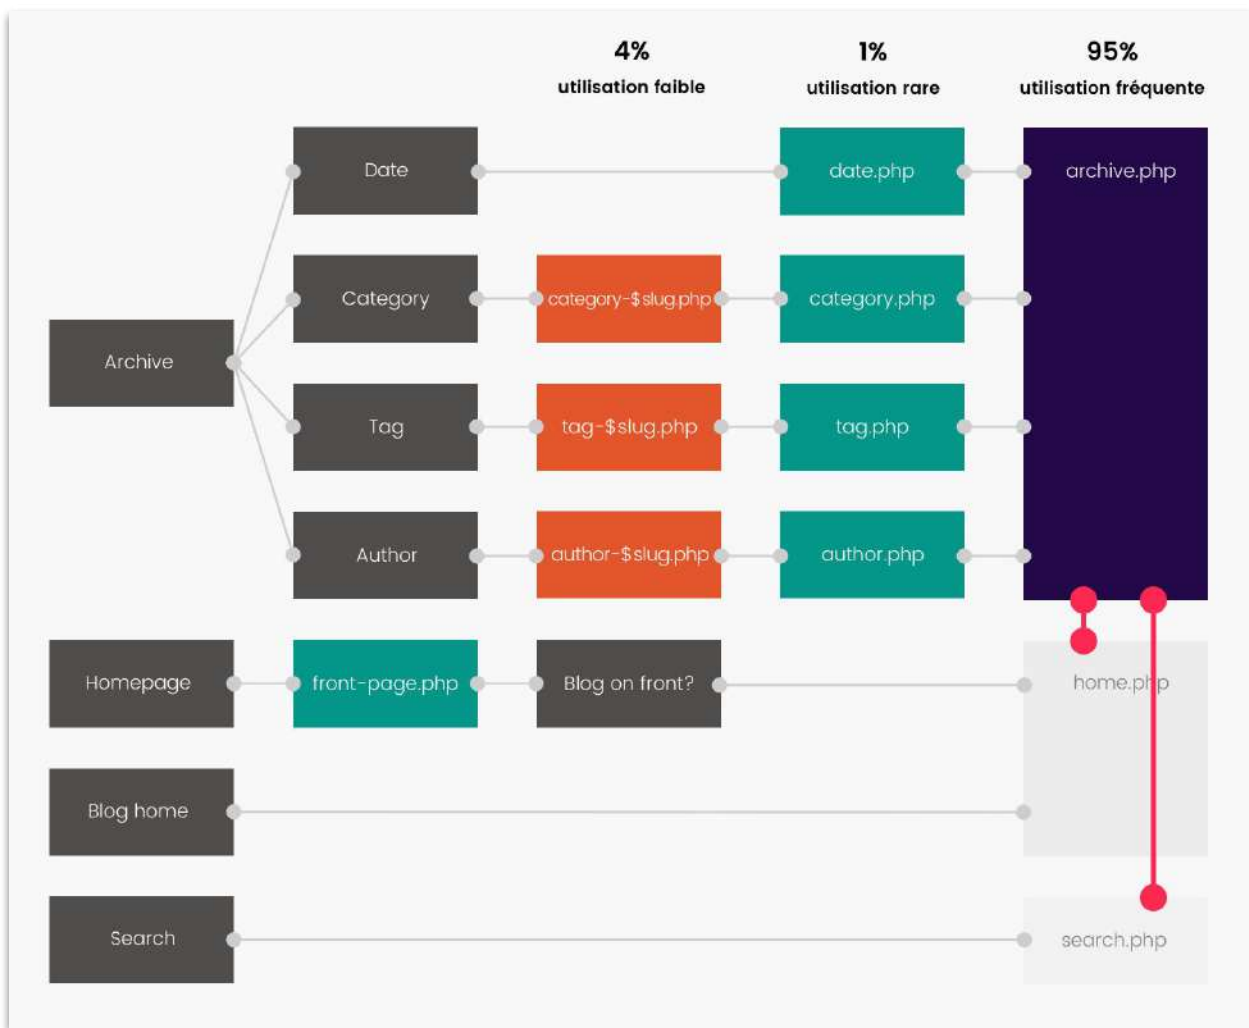 4%
utilisation faible
1%
utilisation rare
95%
utilisation fréquente
Date
date.php
archive.php
Category
category-$slug.php
category.php
Archive
Tag
tag-$slug.php
tag.php
Author
author-$slug.php
author.php
Homepage
front-page.php
Blog on front?
home.php
Blog home
Search
search.php